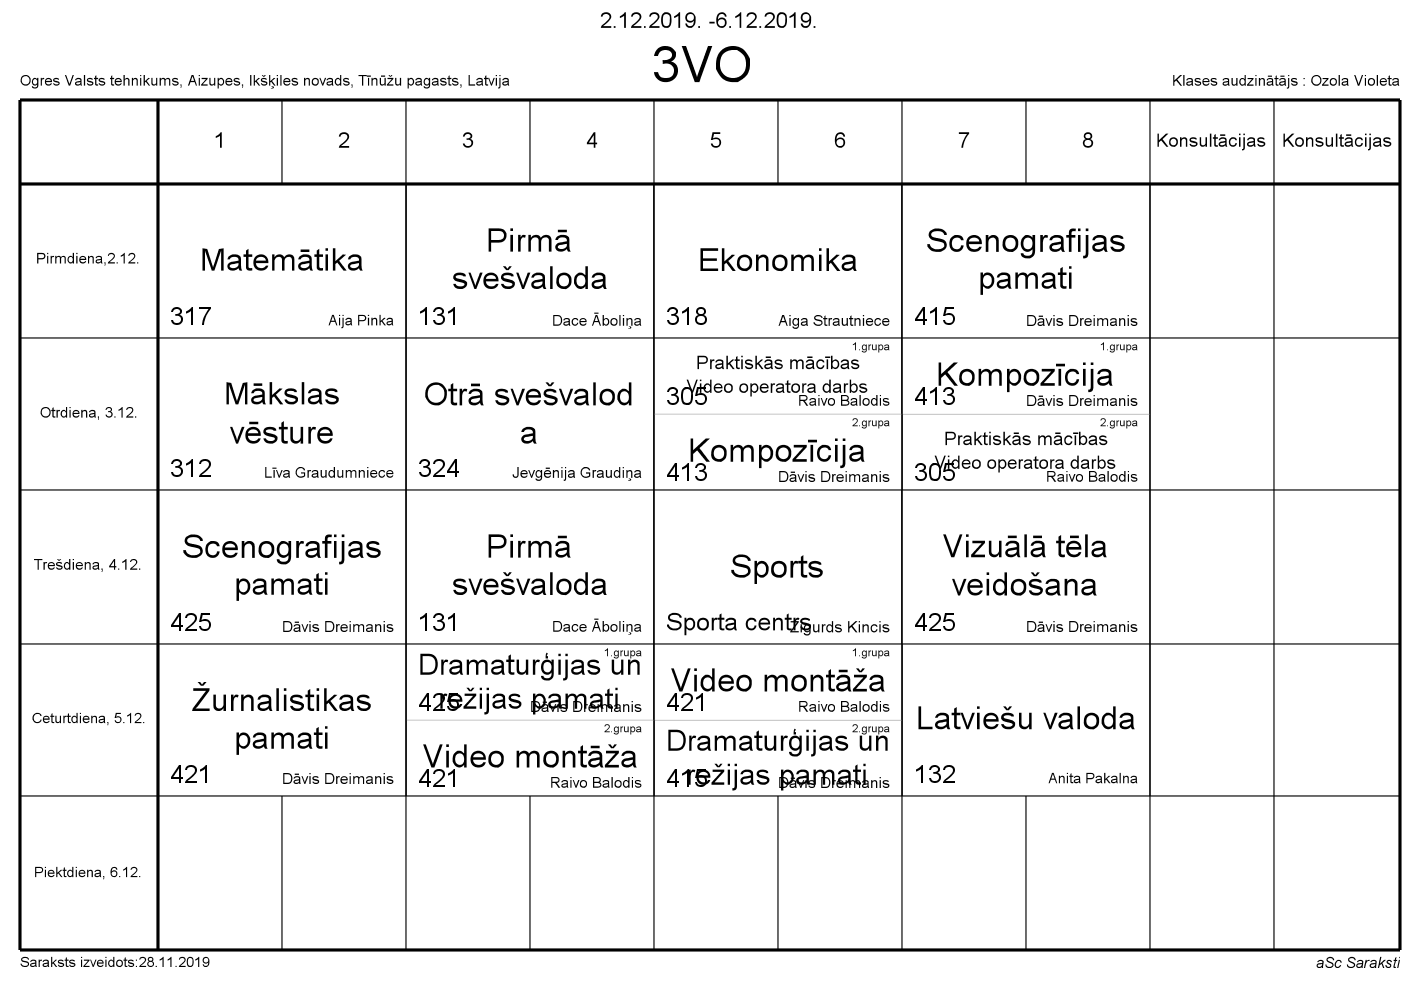 2.12.2019. -6.12.2019.
3VO
Ogres Valsts tehnikums, Aizupes, Ikšķiles novads, Tīnūžu pagasts, Latvija
Klases audzinātājs : Ozola Violeta
1 2 3 4 5 6 7 8 Konsultācijas Konsultācijas
Pirmdiena,2.12.
Matemātika
317 Aija Pinka
Pirmā
svešvaloda
131 Dace Āboliņa
Ekonomika
318 Aiga Strautniece
Scenografijas
pamati
415 Dāvis Dreimanis
Otrdiena, 3.12.
Mākslas
vēsture
312 Līva Graudumniece
Otrā svešvalod
a
324 Jevgēnija Graudiņa
1.grupa
Praktiskās mācības
Video operatora darbs
305 Raivo Balodis
2.grupa
Kompozīcija
413 Dāvis Dreimanis
1.grupa
Kompozīcija
413 Dāvis Dreimanis
2.grupa
Praktiskās mācības
Video operatora darbs
305 Raivo Balodis
Trešdiena, 4.12.
Scenografijas
pamati
425 Dāvis Dreimanis
Pirmā
svešvaloda
131 Dace Āboliņa
Sports
Sporta centrs Zigurds Kincis
Vizuālā tēla
veidošana
425 Dāvis Dreimanis
Ceturtdiena, 5.12.
Žurnalistikas
pamati
421 Dāvis Dreimanis
1.grupa
Dramaturģijas un
režijas pamati
425 Dāvis Dreimanis
2.grupa
Video montāža
421 Raivo Balodis
1.grupa
Video montāža
421 Raivo Balodis
2.grupa
Dramaturģijas un
režijas pamati
415 Dāvis Dreimanis
Latviešu valoda
132 Anita Pakalna
Piektdiena, 6.12.
Saraksts izveidots:28.11.2019
aSc Saraksti